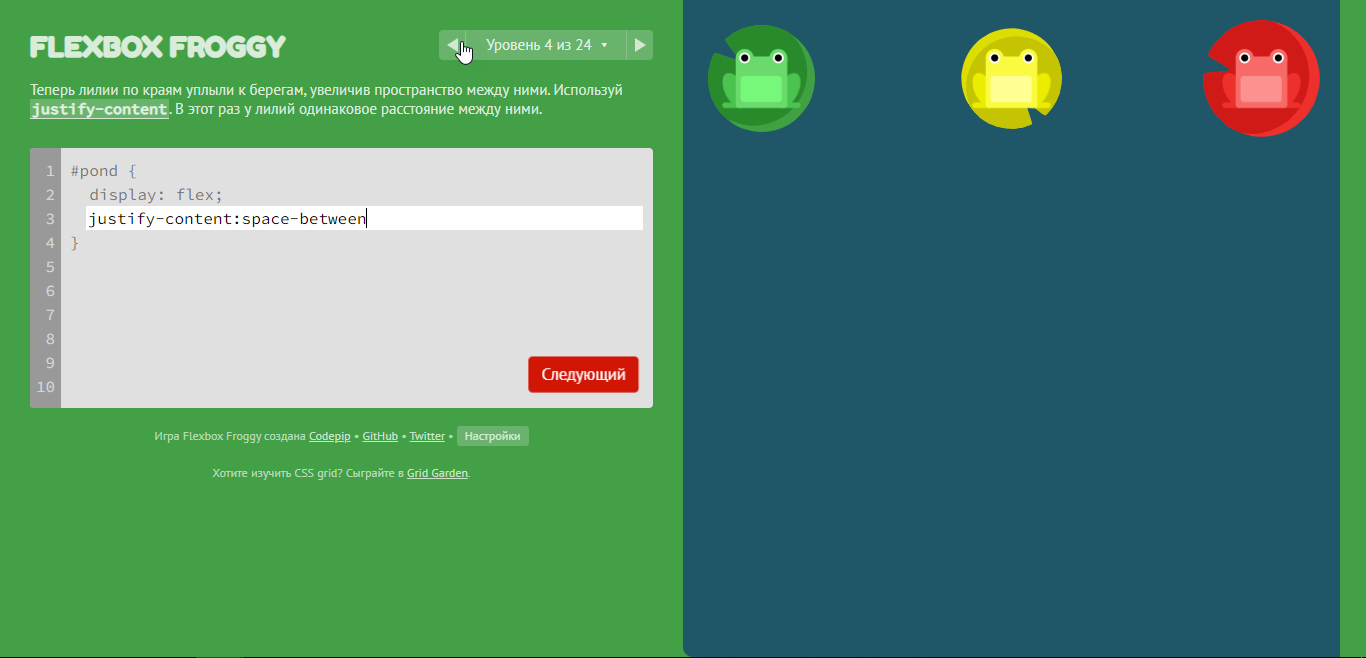 FLEXBOX FROGGY
Уровень 4 из 24
Теперь лилии по краям уплыли к берегам, увеличив пространство между ними. Используй
justify-content. В этот раз у лилий одинаковое расстояние между ними.
1 #pond {
2 display: flex;
3 justify-content:space-between
4 }
5
6
7
8
9
10
Следующий
Игра Flexbox Froggy создана Codepip • GitHub • Twitter • Настройки
Хотите изучить CSS grid? Сыграйте в Grid Garden.